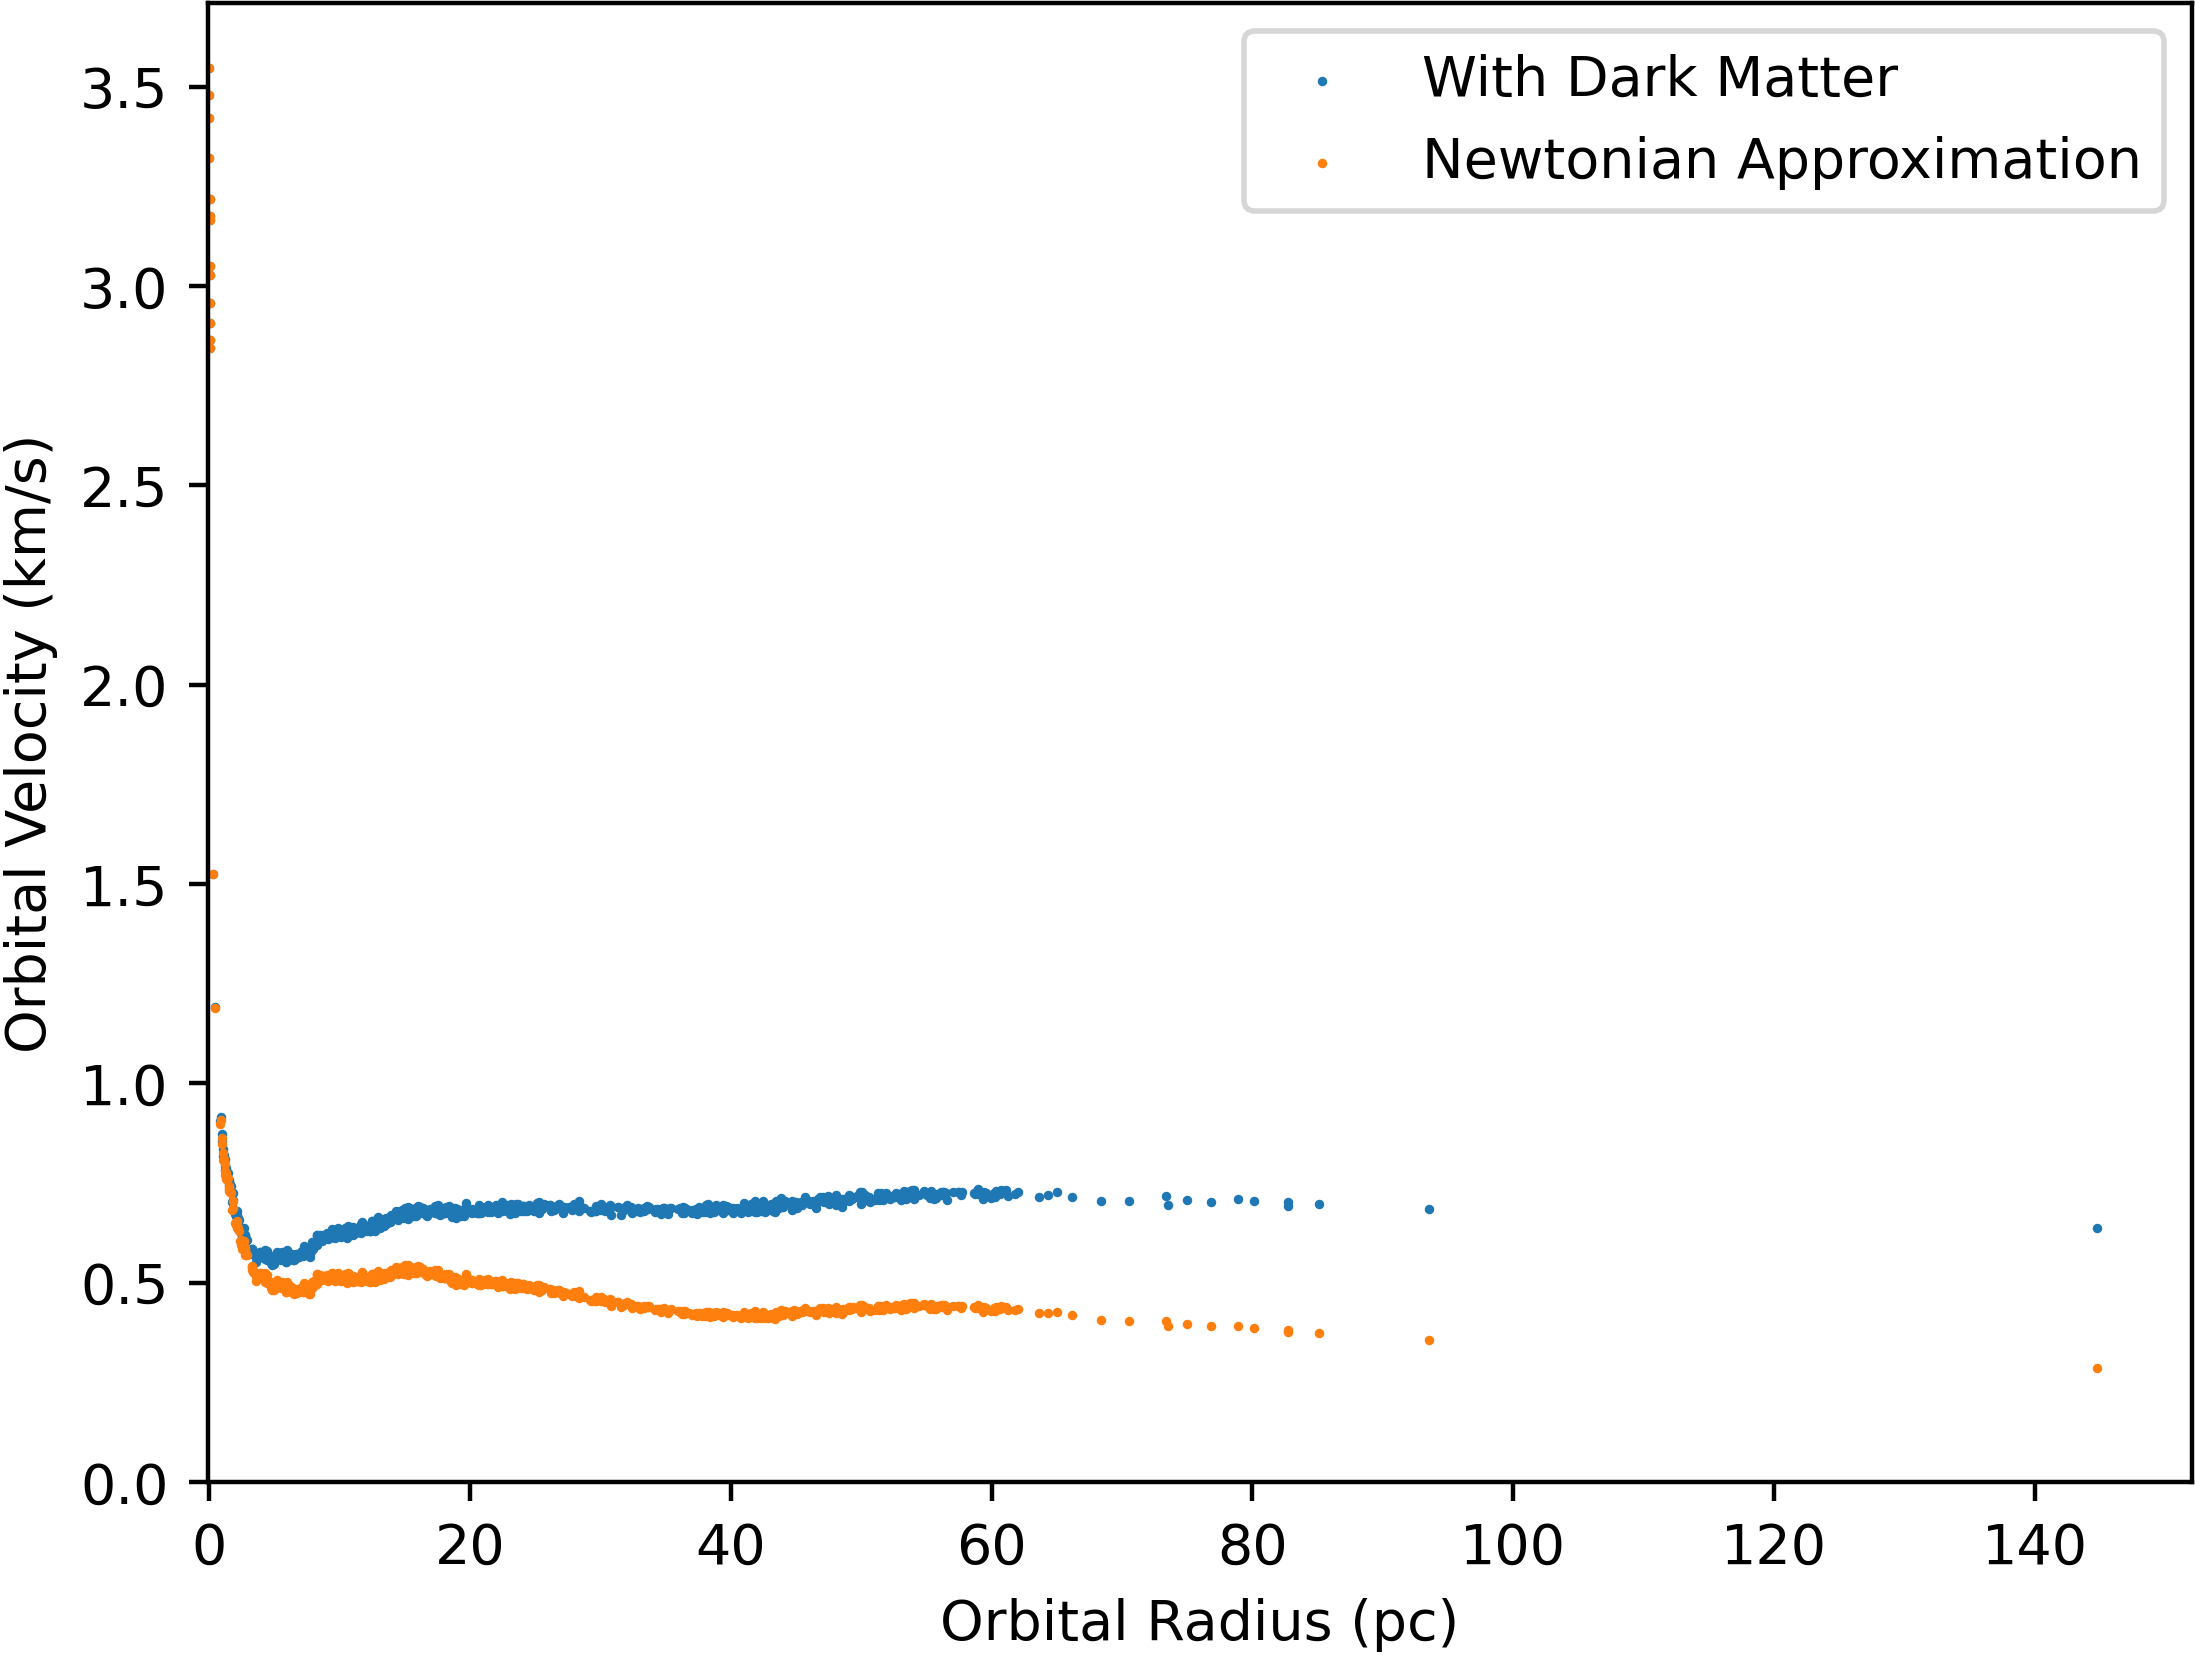 With Dark Matter
Newtonian Approximation
Orbital Velocity (km/s)
3.5
3.0
2.5
2.0
1.5
1.0
0.5
0.0
0 20 40 60 80 100 120 140
Orbital Radius (pc)